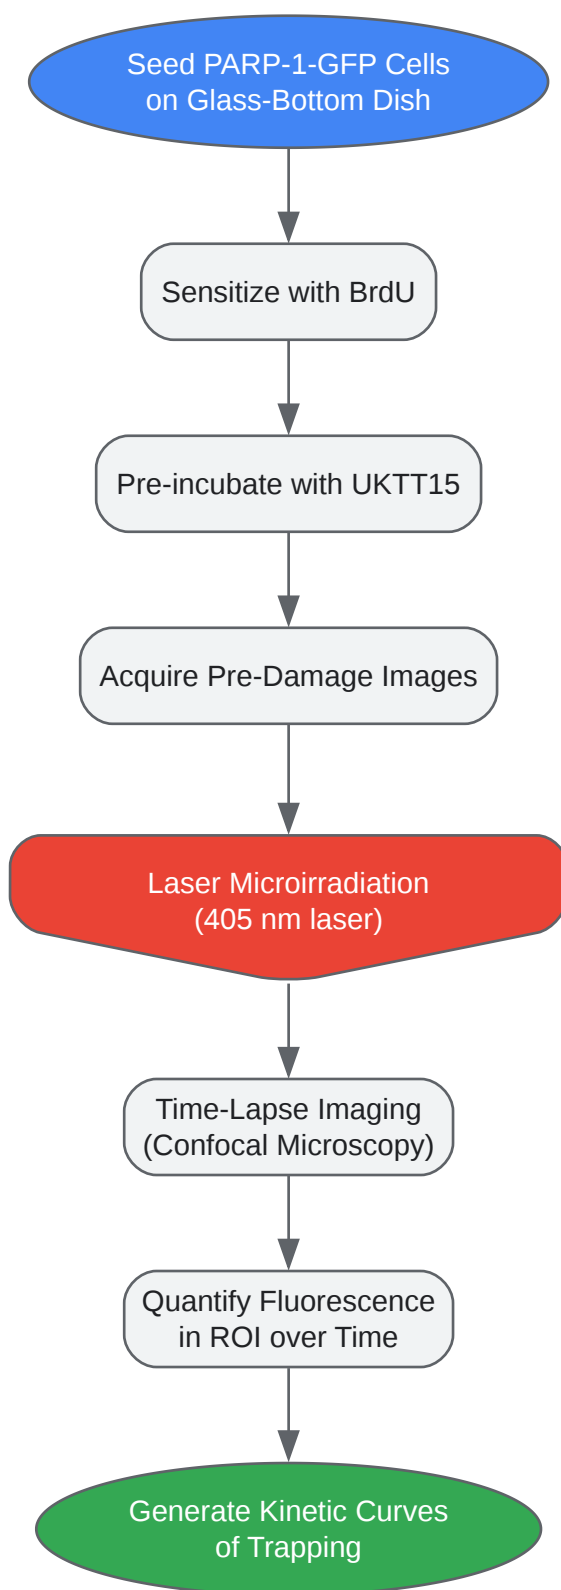 Seed PARP-1-GFP Cells
on Glass-Bottom Dish
Sensitize with BrdU
Pre-incubate with UKTT15
Acquire Pre-Damage Images
Laser Microirradiation
(405 nm laser)
Time-Lapse Imaging
(Confocal Microscopy)
Quantify Fluorescence
in ROI over Time
Generate Kinetic Curves
of Trapping